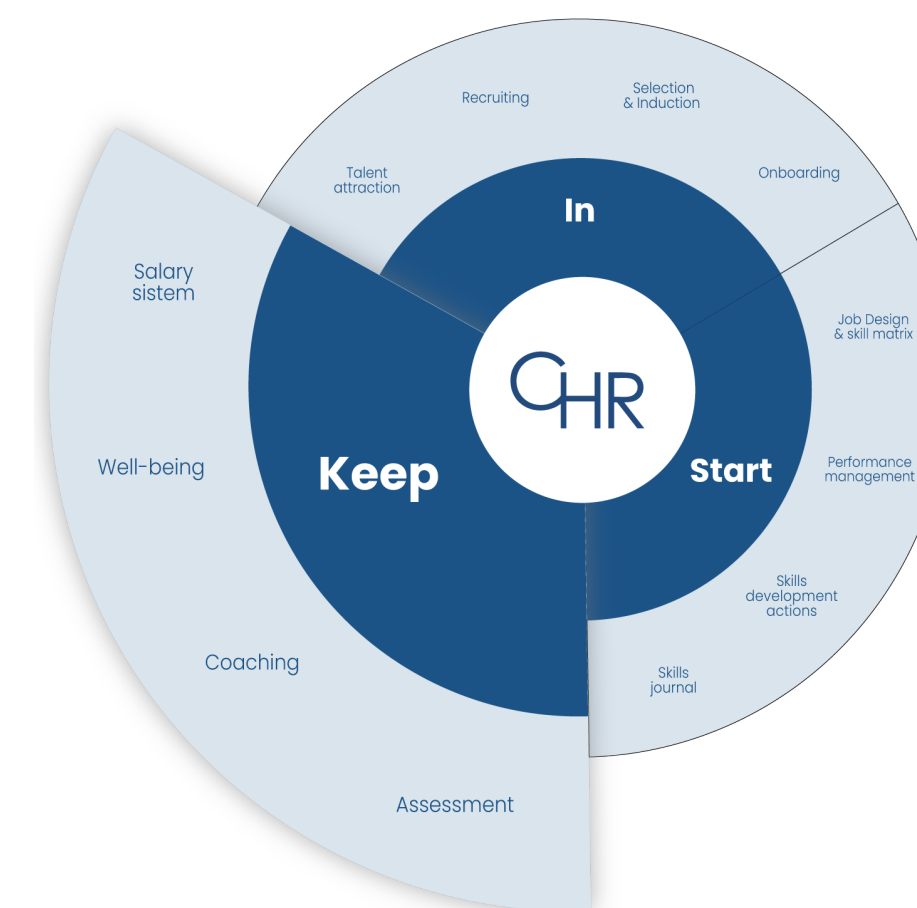 Recruiting
Selection
& Induction
Talent
attraction
Onboarding
In
Salary
sistem
Job Design
& skill matrix
CHR
Keep
Start
Well-being
Performance
management
Skills
development
actions
Coaching
Skills
journal
Assessment